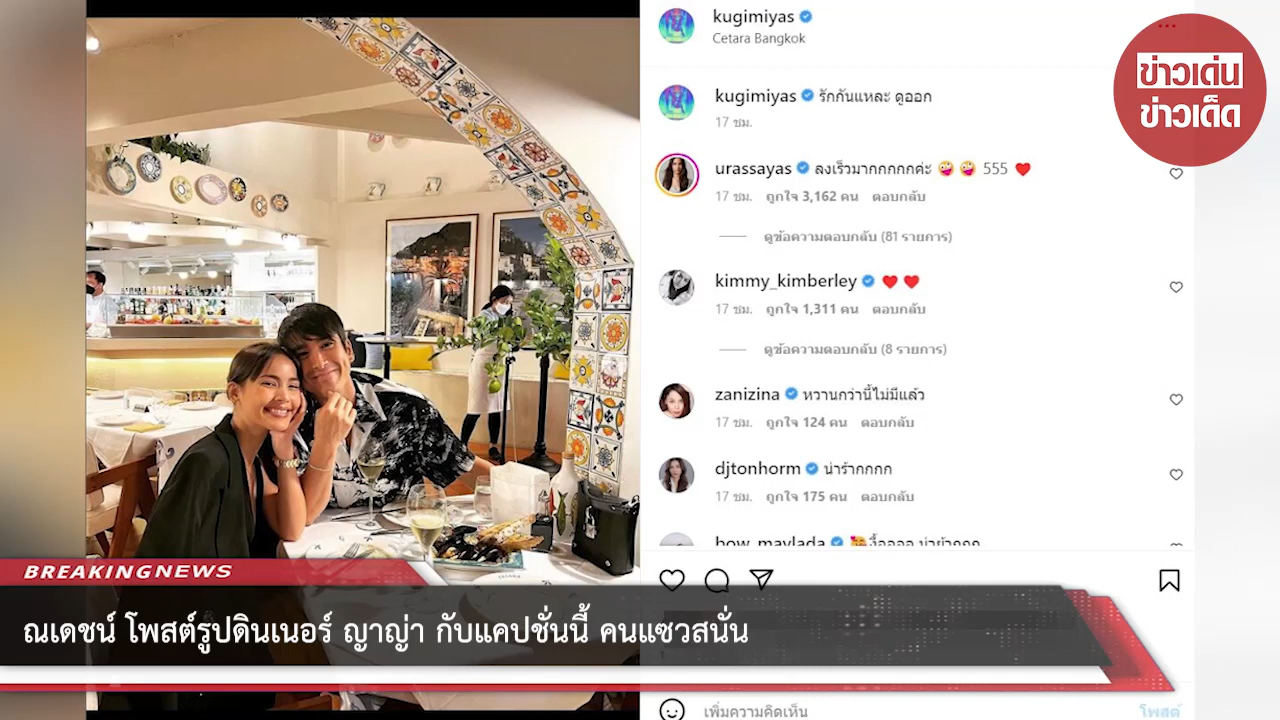 kugimiyas
Cetara Bangkok
ข่าวเด่น
ข่าวเด็ด
kugimiyas รักกันแหละ ดูออก
17 ชม.
urassayas ลงเร็วมากกกกกค่ะ 🤪 🤪 555 ♥
17 ชม. ถูกใจ 3,162 คน ตอบกลับ
ดูข้อความตอบกลับ (81 รายการ)
kimmy_kimberley ♥ ♥
17 ชม. ถูกใจ 1,311 คน ตอบกลับ
ดูข้อความตอบกลับ (8 รายการ)
zanizina หวานกว่านี้ไม่มีแล้ว
17 ชม. ถูกใจ 124 คน ตอบกลับ
djtonhorm น่าร้ากกกก
17 ชม. ถูกใจ 175 คน ตอบกลับ
bow_maylada 🥰
BREAKING NEWS
ณเดชน์ โพสต์รูปดินเนอร์ ญาญ่า กับแคปชั่นนี้ คนแซวสนั่น
เพิ่มความคิดเห็น
โพสต์